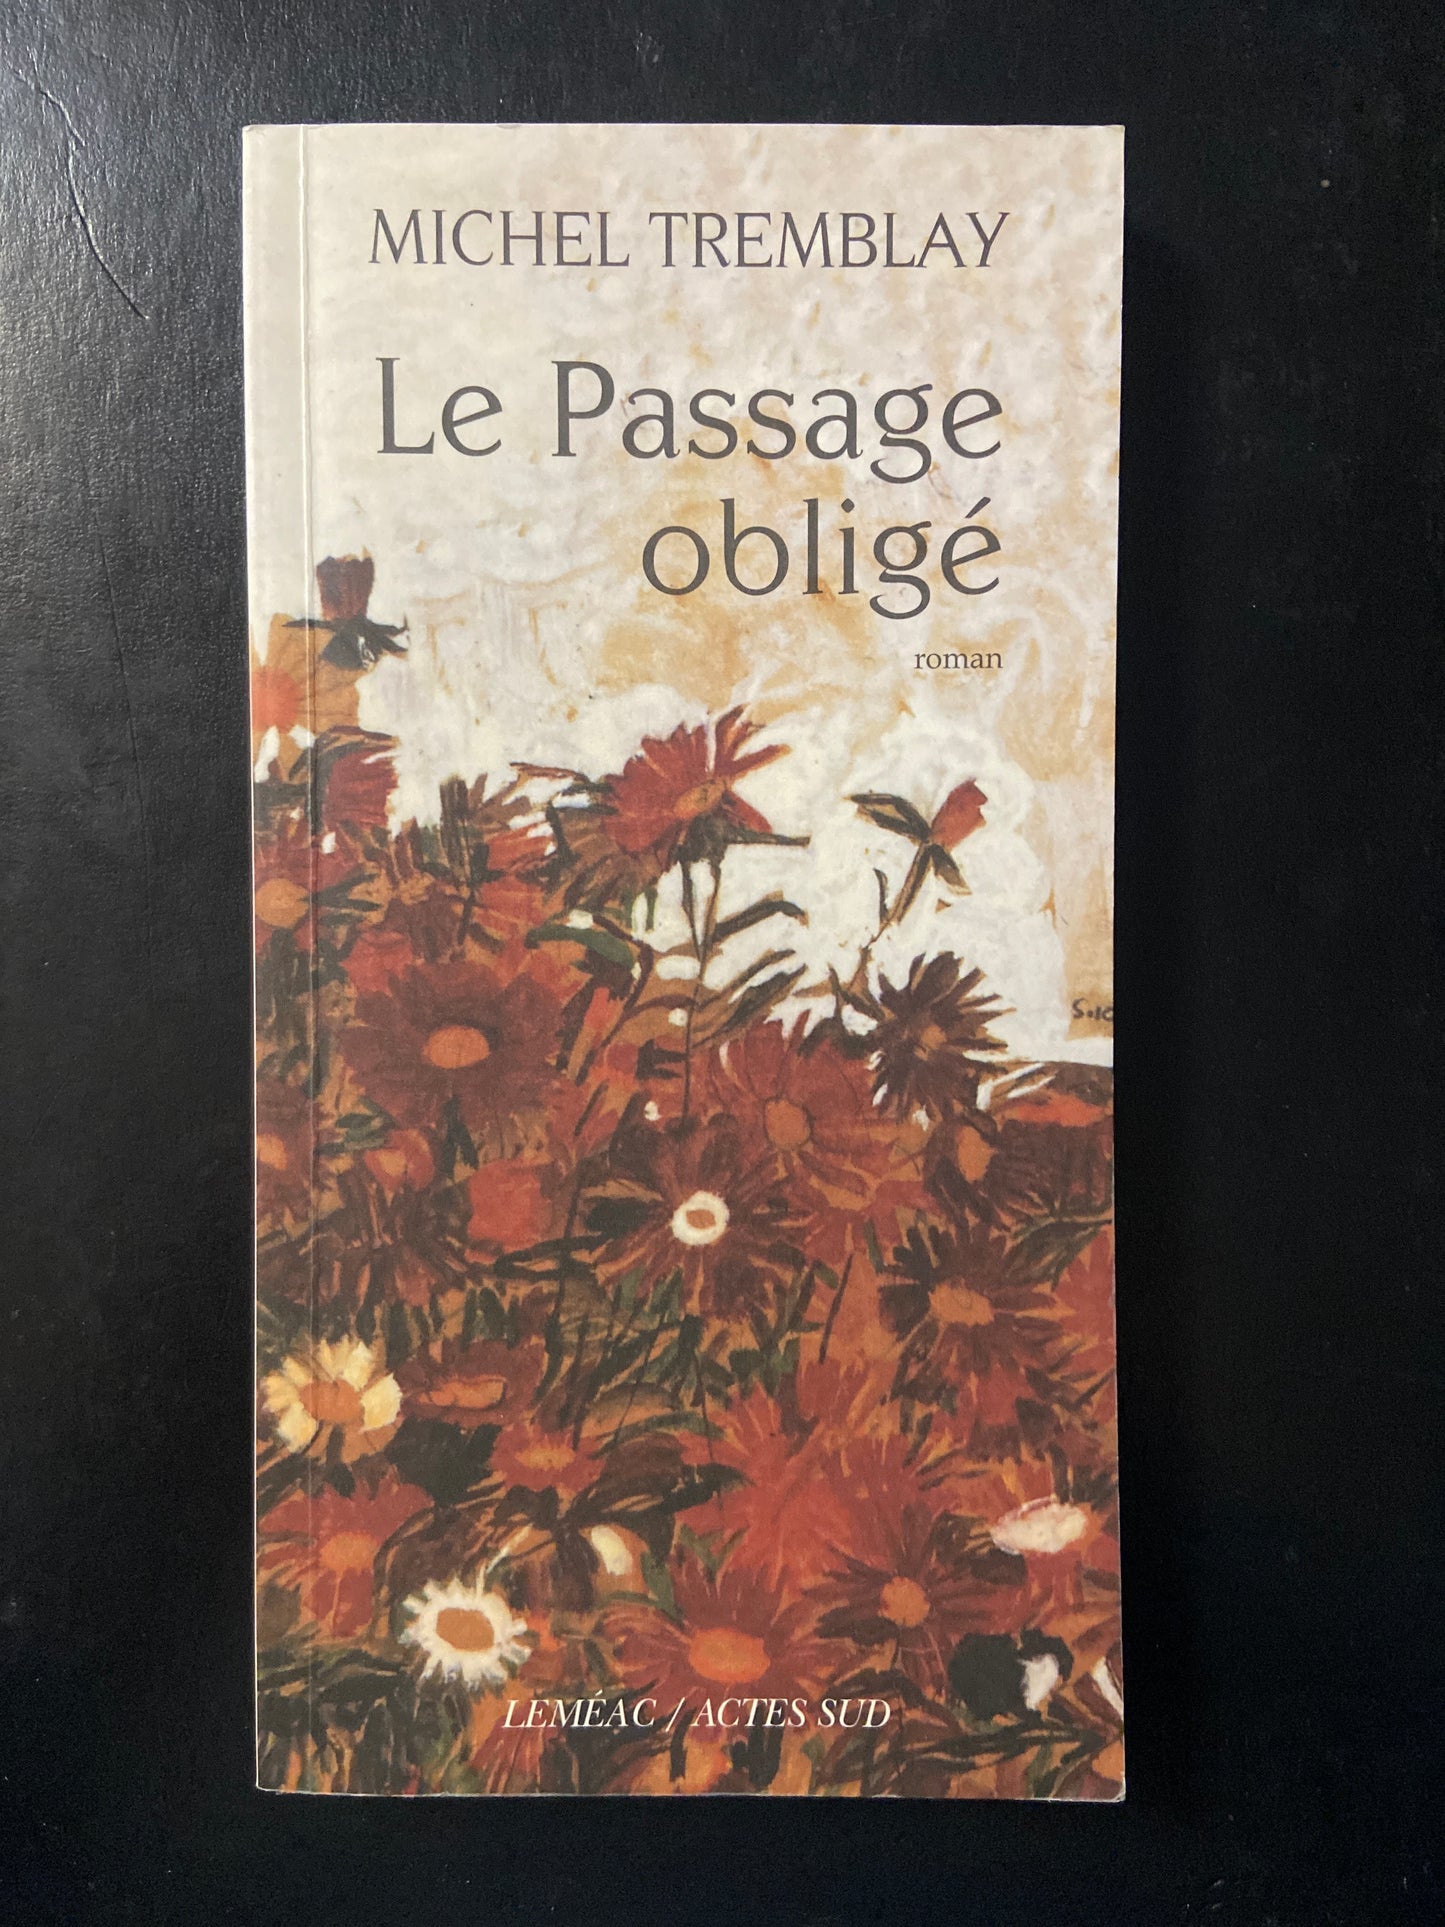 MICHEL TREMBLAY
Le Passage
obligé
roman
LEMÉAC / ACTES SUD